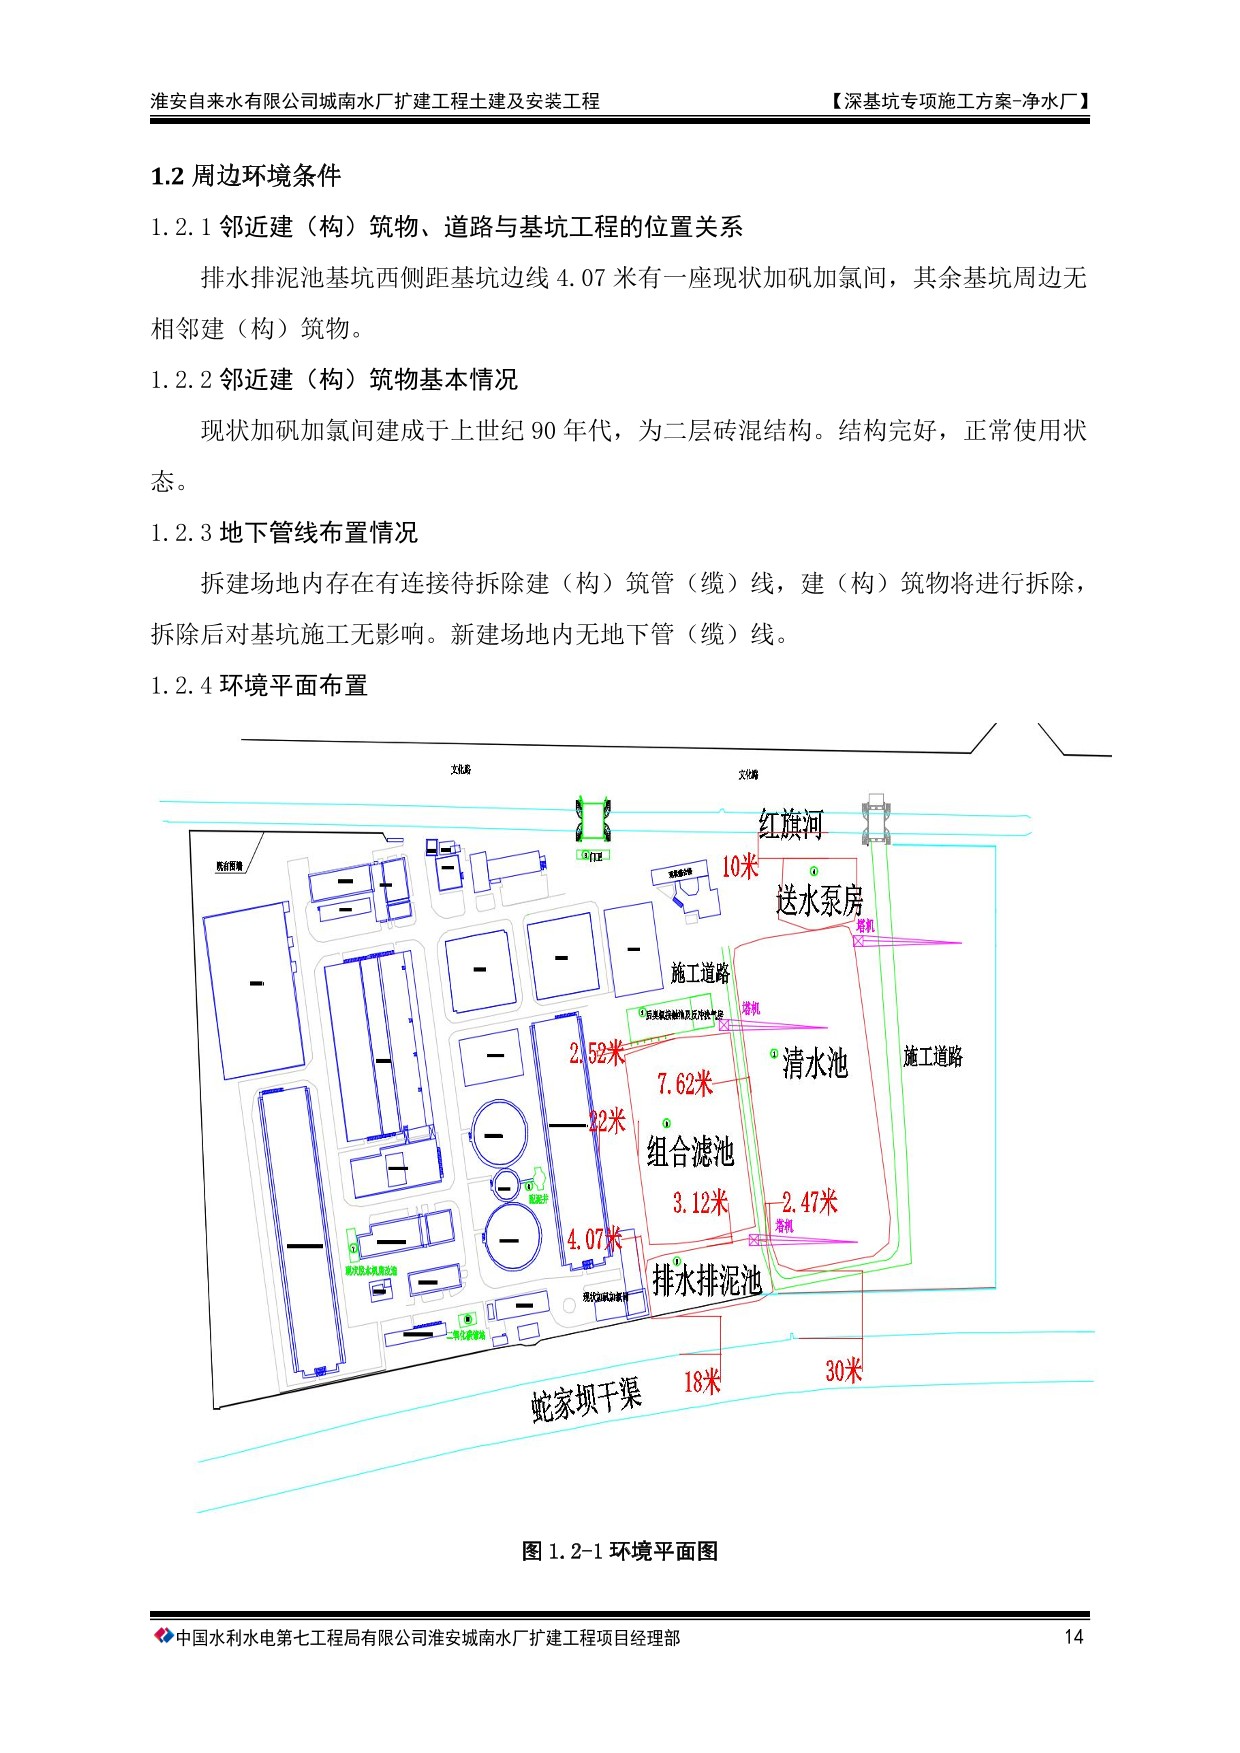 淮安自来水有限公司城南水厂扩建工程土建及安装工程 【深基坑专项施工方案-净水厂】
1.2 周边环境条件
1.2.1 邻近建（构）筑物、道路与基坑工程的位置关系
排水排泥池基坑西侧距基坑边线 4.07 米有一座现状加矾加氯间，其余基坑周边无
相邻建（构）筑物。
1.2.2 邻近建（构）筑物基本情况
现状加矾加氯间建成于上世纪 90 年代，为二层砖混结构。结构完好，正常使用状
态。
1.2.3 地下管线布置情况
拆建场地内存在有连接待拆除建（构）筑管（缆）线，建（构）筑物将进行拆除，
拆除后对基坑施工无影响。新建场地内无地下管（缆）线。
1.2.4 环境平面布置
文化路
文化路
红旗河
门卫
10米
送水泵房
塔机
施工道路
塔机
2.52米
清水池
施工道路
7.62米
22米
组合滤池
3.12米
2.47米
塔机
4.07米
排水排泥池
现状加矾加氯间
18米
30米
蛇家坝干渠
图 1.2-1 环境平面图
中国水利水电第七工程局有限公司淮安城南水厂扩建工程项目经理部 14